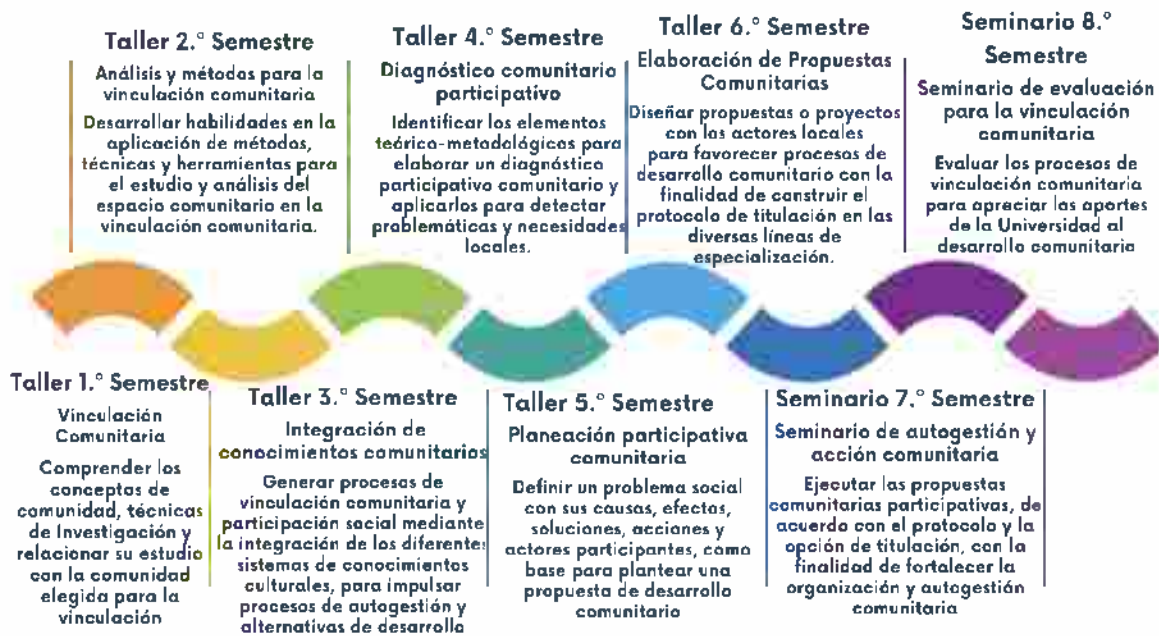 Taller 2.° Semestre
Análisis y métodos para la
vinculación comunitaria
Desarrollar habilidades en la
aplicación de métodos,
técnicas y herramientas para
el estudio y análisis del
espacio comunitario en la
vinculación comunitaria.
Taller 4.° Semestre
Diagnóstico comunitario
participativo
Identificar los elementos
teórico-metodológicos para
elaborar un diagnóstico
participativo comunitario y
aplicarlos para detectar
problemáticas y necesidades
locales.
Taller 6.° Semestre
Elaboración de Propuestas
Comunitarias
Diseñar propuestas o proyectos
con los actores locales
para favorecer procesos de
desarrollo comunitario con la
finalidad de construir el
protocolo de titulación en las
diversas líneas de
especialización.
Seminario 8.°
Semestre
Seminario de evaluación
para la vinculación
comunitaria
Evaluar los procesos de
vinculación comunitaria
para apreciar los aportes
de la Universidad al
desarrollo comunitario
Taller 1.° Semestre
Vinculación
Comunitaria
Comprender los
conceptos de
comunidad, técnicas
de Investigación y
relacionar su estudio
con la comunidad
elegida para la
vinculación
Taller 3.° Semestre
Integración de
conocimientos comunitarios
Generar procesos de
vinculación comunitaria y
participación social mediante
la integración de los diferentes
sistemas de conocimientos
culturales, para impulsar
procesos de autogestión y
alternativas de desarrollo
Taller 5.° Semestre
Planeación participativa
comunitaria
Definir un problema social
con sus causas, efectos,
soluciones, acciones y
actores participantes, como
base para plantear una
propuesta de desarrollo
comunitario
Seminario 7.° Semestre
Seminario de autogestión y
acción comunitaria
Ejecutar las propuestas
comunitarias participativas, de
acuerdo con el protocolo y la
opción de titulación, con la
finalidad de fortalecer la
organización y autogestión
comunitaria